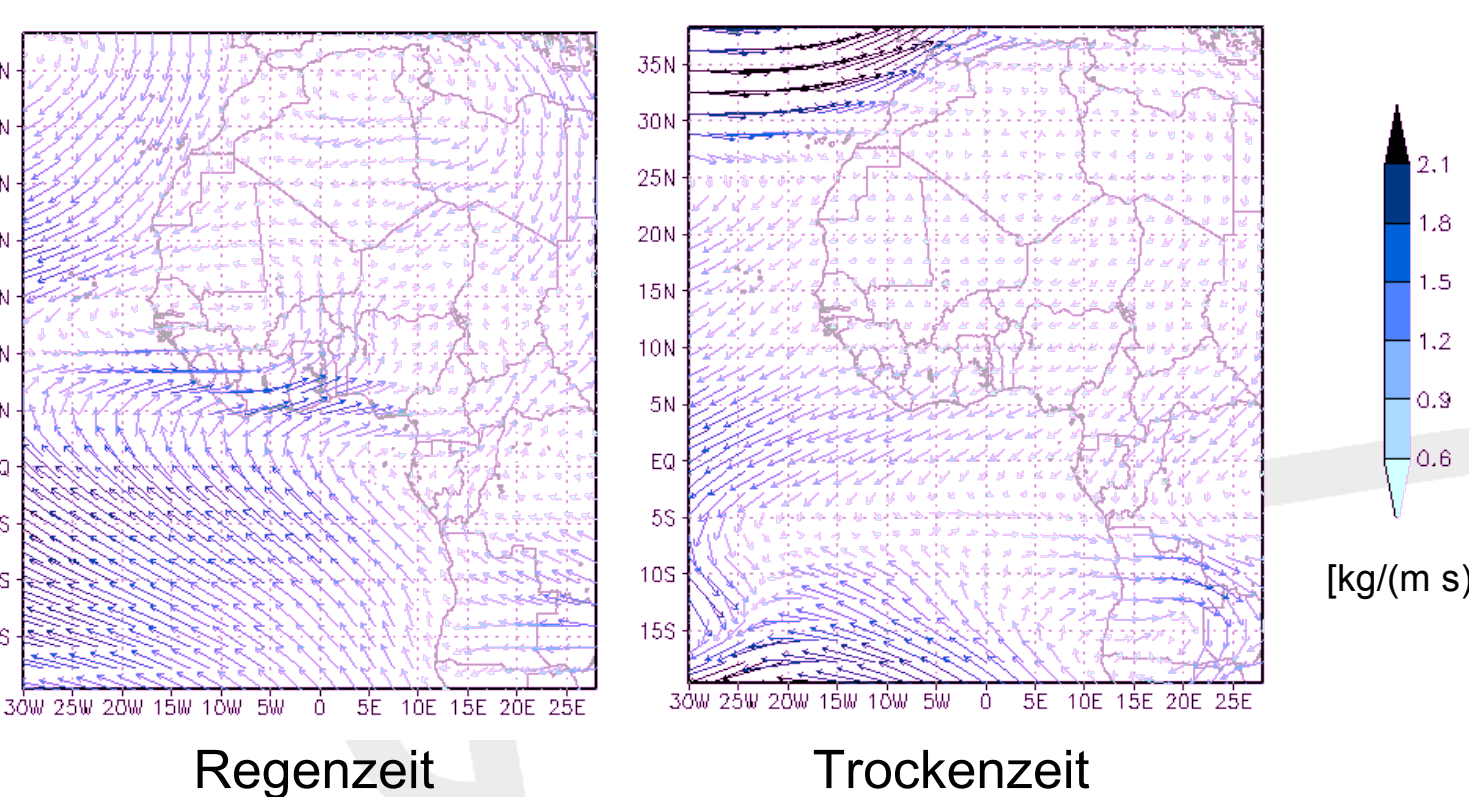 N
N
N
N
N
N
N
Q
S
S
S
30W 25W 20W 15W 10W 5W 0 5E 10E 15E 20E 25E
Regenzeit
35N
30N
25N
20N
15N
10N
5N
EQ
5S
10S
15S
30W 25W 20W 15W 10W 5W 0 5E 10E 15E 20E 25E
Trockenzeit
2.1
1.8
1.5
1.2
0.9
0.6
[kg/(m s)